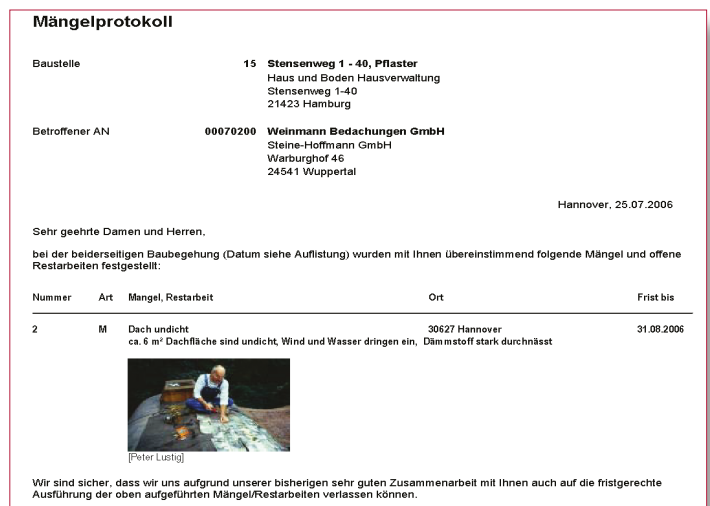 Mängelprotokoll
Baustelle 15 Stensenweg 1 - 40, Pflaster
Haus und Boden Hausverwaltung
Stensenweg 1-40
21423 Hamburg
Betroffener AN 00070200 Weinmann Bedachungen GmbH
Steine-Hoffmann GmbH
Warburghof 46
24541 Wuppertal
Hannover, 25.07.2006
Sehr geehrte Damen und Herren,
bei der beiderseitigen Baubegehung (Datum siehe Auflistung) wurden mit Ihnen übereinstimmend folgende Mängel und offene
Restarbeiten festgestellt:
Nummer Art Mangel, Restarbeit Ort Frist bis
2 M Dach undicht 30627 Hannover 31.08.2006
ca. 6 m² Dachfläche sind undicht, Wind und Wasser dringen ein, Dämmstoff stark durchnässt
[Peter Lustig]
Wir sind sicher, dass wir uns aufgrund unserer bisherigen sehr guten Zusammenarbeit mit Ihnen auch auf die fristgerechte
Ausführung der oben aufgeführten Mängel/Restarbeiten verlassen können.